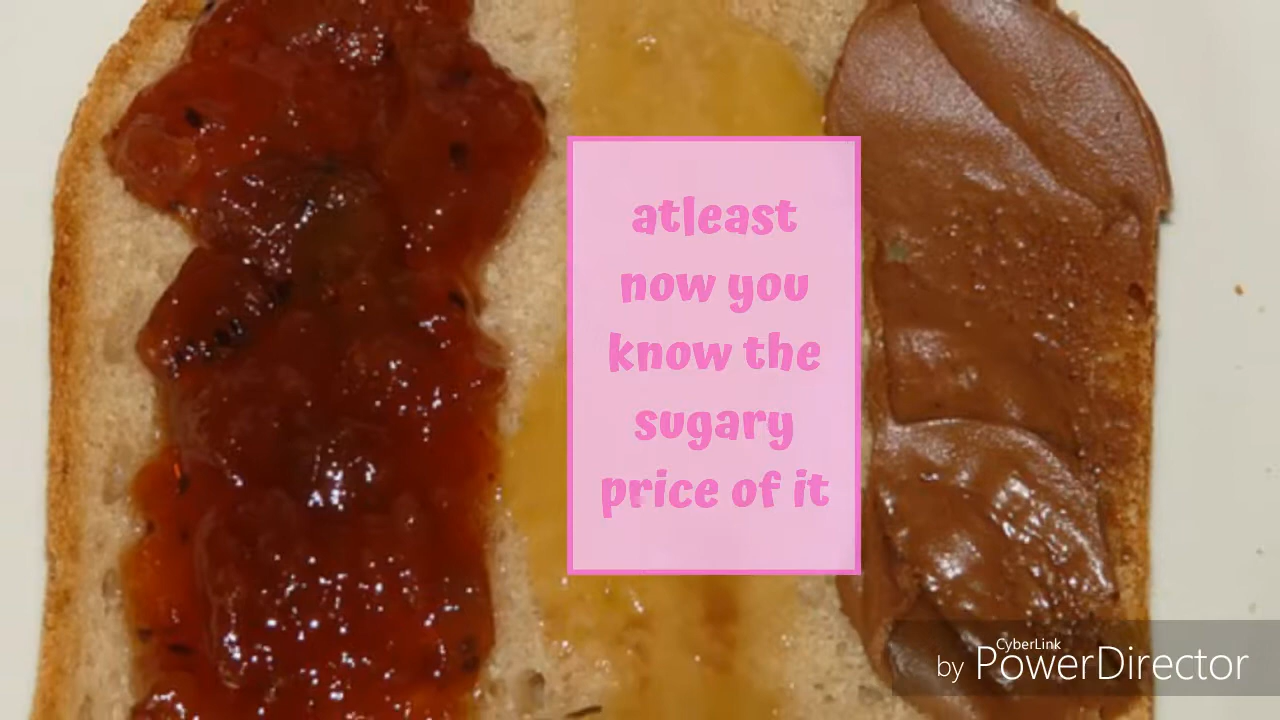 atleast
now you
know the
sugary
price of it
CyberLink
by PowerDirector